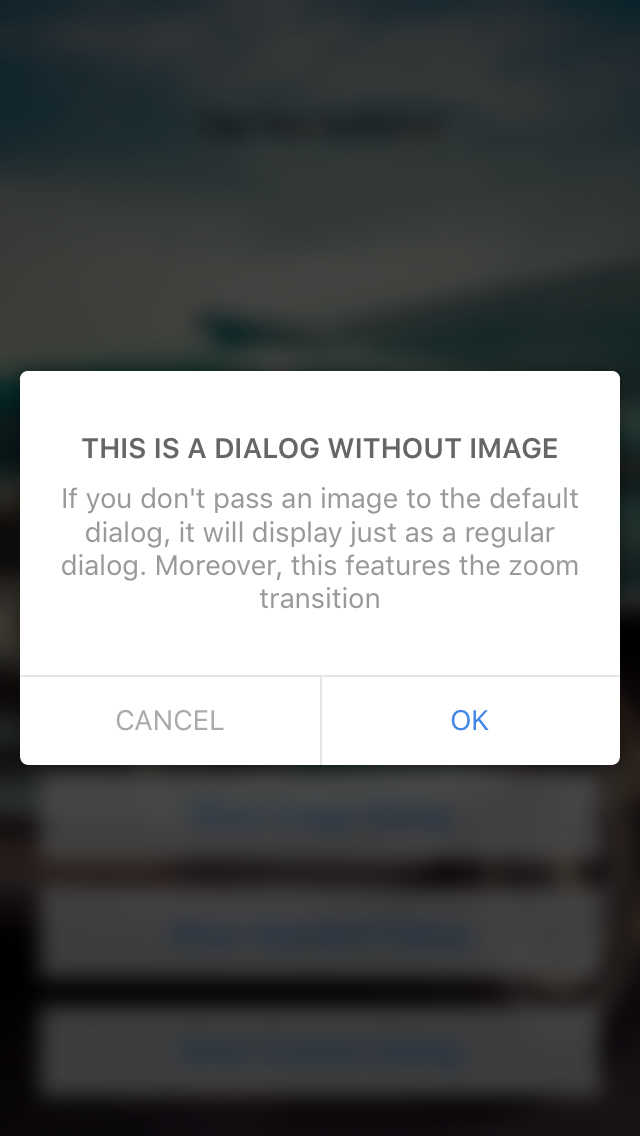 THIS IS A DIALOG WITHOUT IMAGE
If you don't pass an image to the default
dialog, it will display just as a regular
dialog. Moreover, this features the zoom
transition
CANCEL
OK